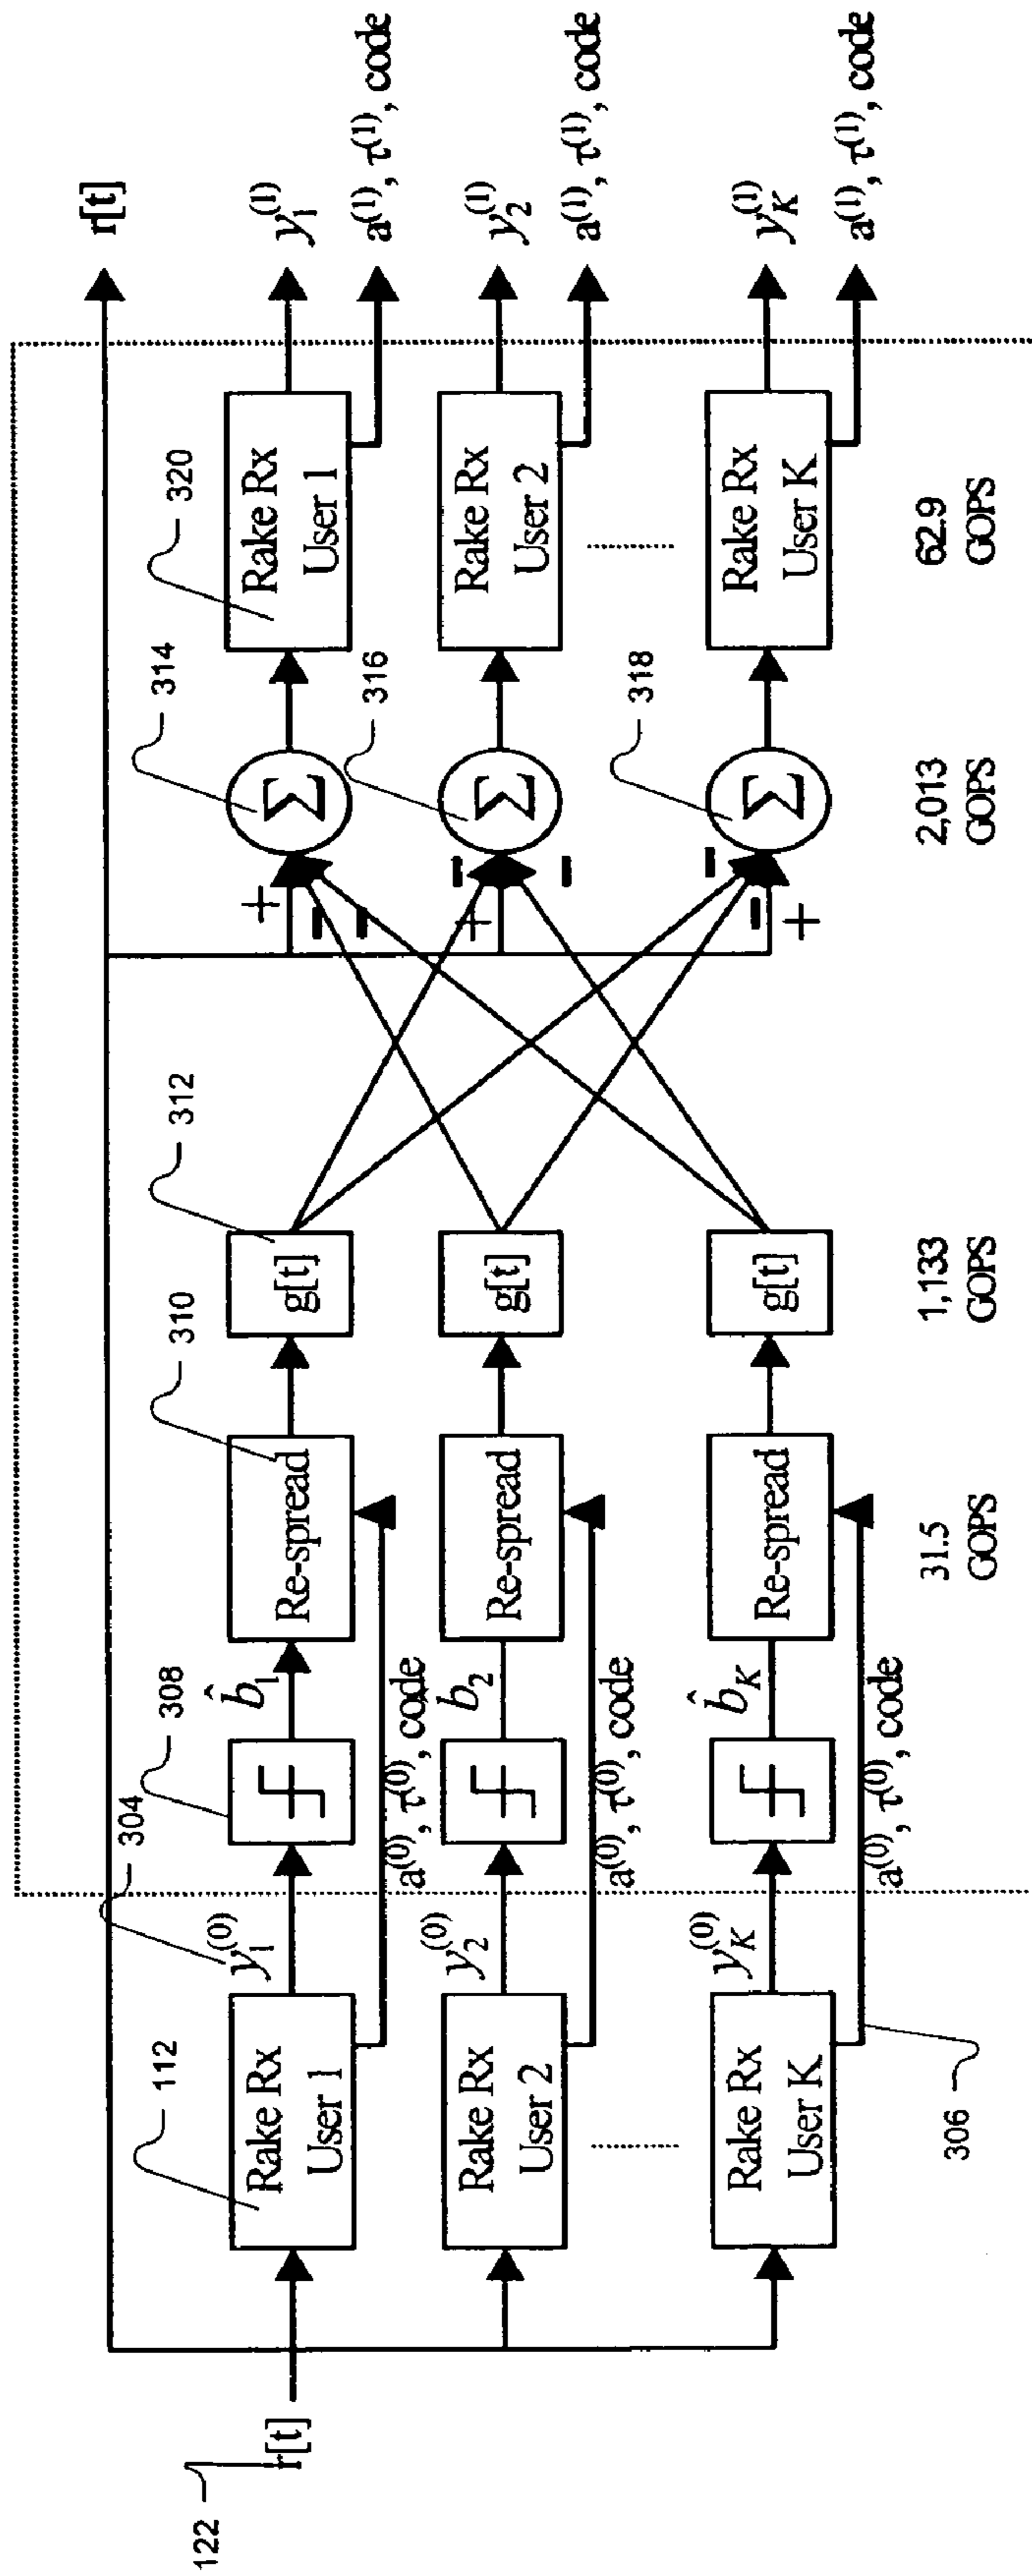 122
r[t]
112
Rake Rx
User 1
Rake Rx
User 2
Rake Rx
User K
306
304
y₁⁽⁰⁾
y₂⁽⁰⁾
y_K⁽⁰⁾
a⁽⁰⁾, τ⁽⁰⁾, code
a⁽⁰⁾, τ⁽⁰⁾, code
a⁽⁰⁾, τ⁽⁰⁾, code
308
b̂₁
b₂
b̂_K
310
Re-spread
Re-spread
Re-spread
31.5
GOPS
312
g[t]
g[t]
g[t]
1,133
GOPS
+
−
−
−
+
−
−
−
+
314
Σ
316
Σ
318
Σ
2,013
GOPS
320
Rake Rx
User 1
Rake Rx
User 2
Rake Rx
User K
62.9
GOPS
r[t]
y₁⁽¹⁾
a⁽¹⁾, τ⁽¹⁾, code
y₂⁽¹⁾
a⁽¹⁾, τ⁽¹⁾, code
y_K⁽¹⁾
a⁽¹⁾, τ⁽¹⁾, code